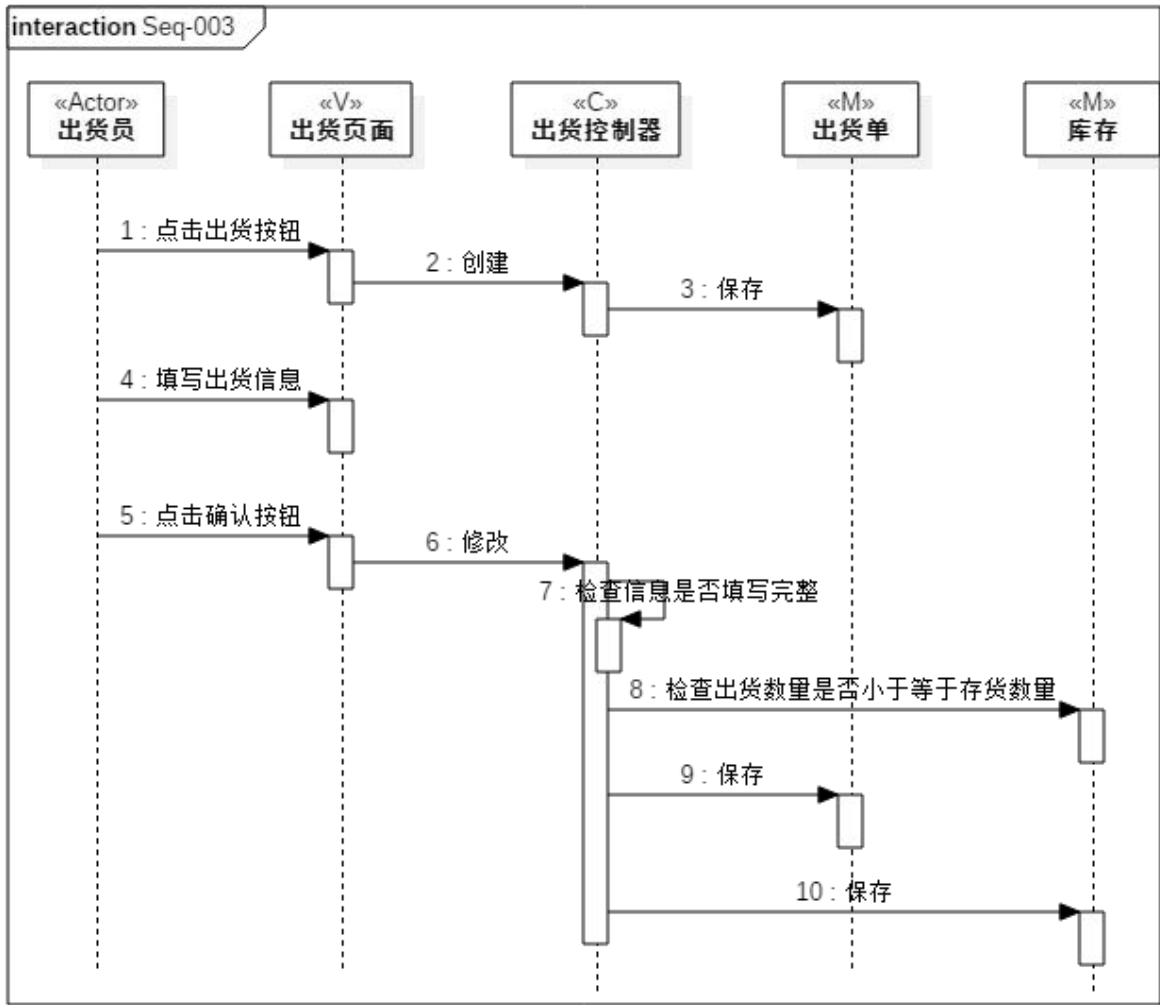 interaction Seq-003
«Actor»
出货员
«V»
出货页面
«C»
出货控制器
«M»
出货单
«M»
库存
1 : 点击出货按钮
2 : 创建
3 : 保存
4 : 填写出货信息
5 : 点击确认按钮
6 : 修改
7 : 检查信息是否填写完整
8 : 检查出货数量是否小于等于存货数量
9 : 保存
10 : 保存